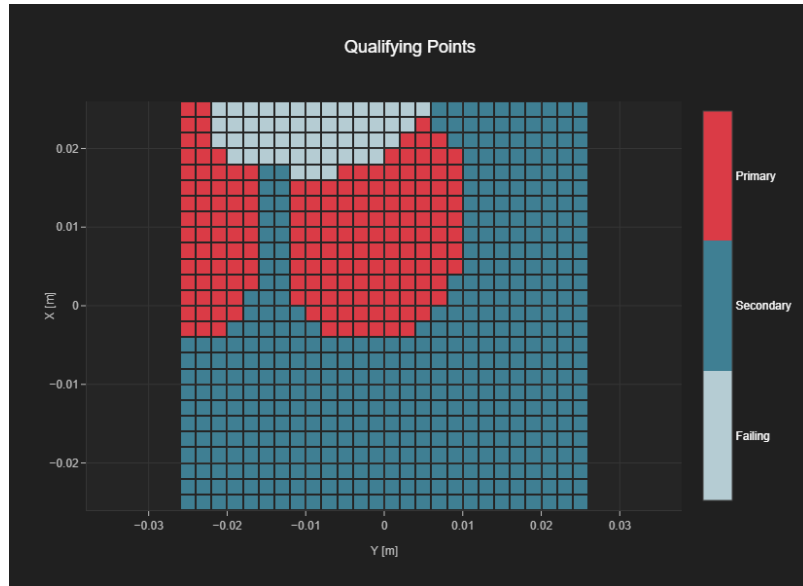 Qualifying Points
0.02
0.01
0
−0.01
−0.02
X [m]
−0.03
−0.02
−0.01
0
0.01
0.02
0.03
Y [m]
Primary
Secondary
Failing